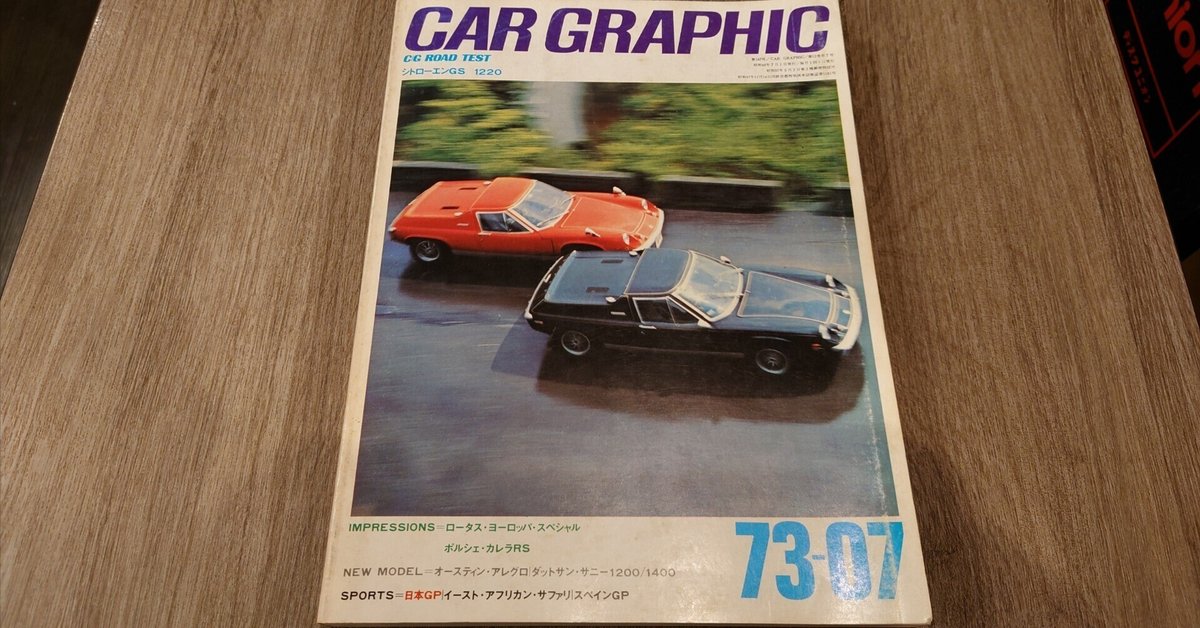 CAR GRAPHIC
C/G ROAD TEST
シトローエンGS 1220
IMPRESSIONS=ロータス・ヨーロッパ・スペシャル
ポルシェ・カレラRS
NEW MODEL=オースティン・アレグロ|ダットサン・サニー1200/1400
SPORTS=日本GP|イースト・アフリカン・サファリ|スペインGP
73-07